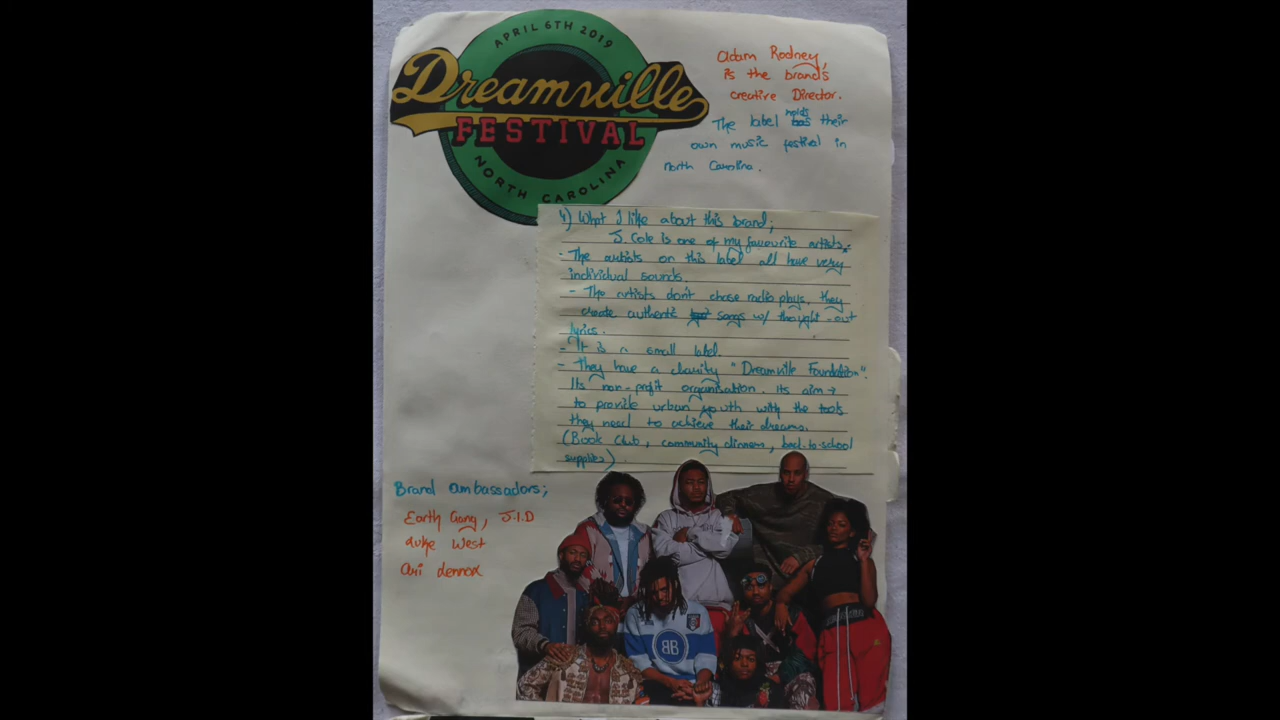 APRIL 6TH 2019
Dreamville
FESTIVAL
NORTH CAROLINA
Adam Rodney,
is the brand's
creative Director.
The label holds their
own music festival in
north Carolina.
4) What I like about this brand;
J. Cole is one of my favourite artists.
- The artists on this label all have very
individual sounds.
- The artists don't chase radio plays, they
create authentic songs w/ thought-out
lyrics.
- It is a small label.
- They have a charity "Dreamville Foundation".
Its non-profit organisation. Its aim →
to provide urban youth with the tools
they need to achieve their dreams.
(Book Club, community dinners, back-to-school
supplies)
Brand ambassadors;
Earth Gang, J.I.D
Luke West
Ari Lennox
BB